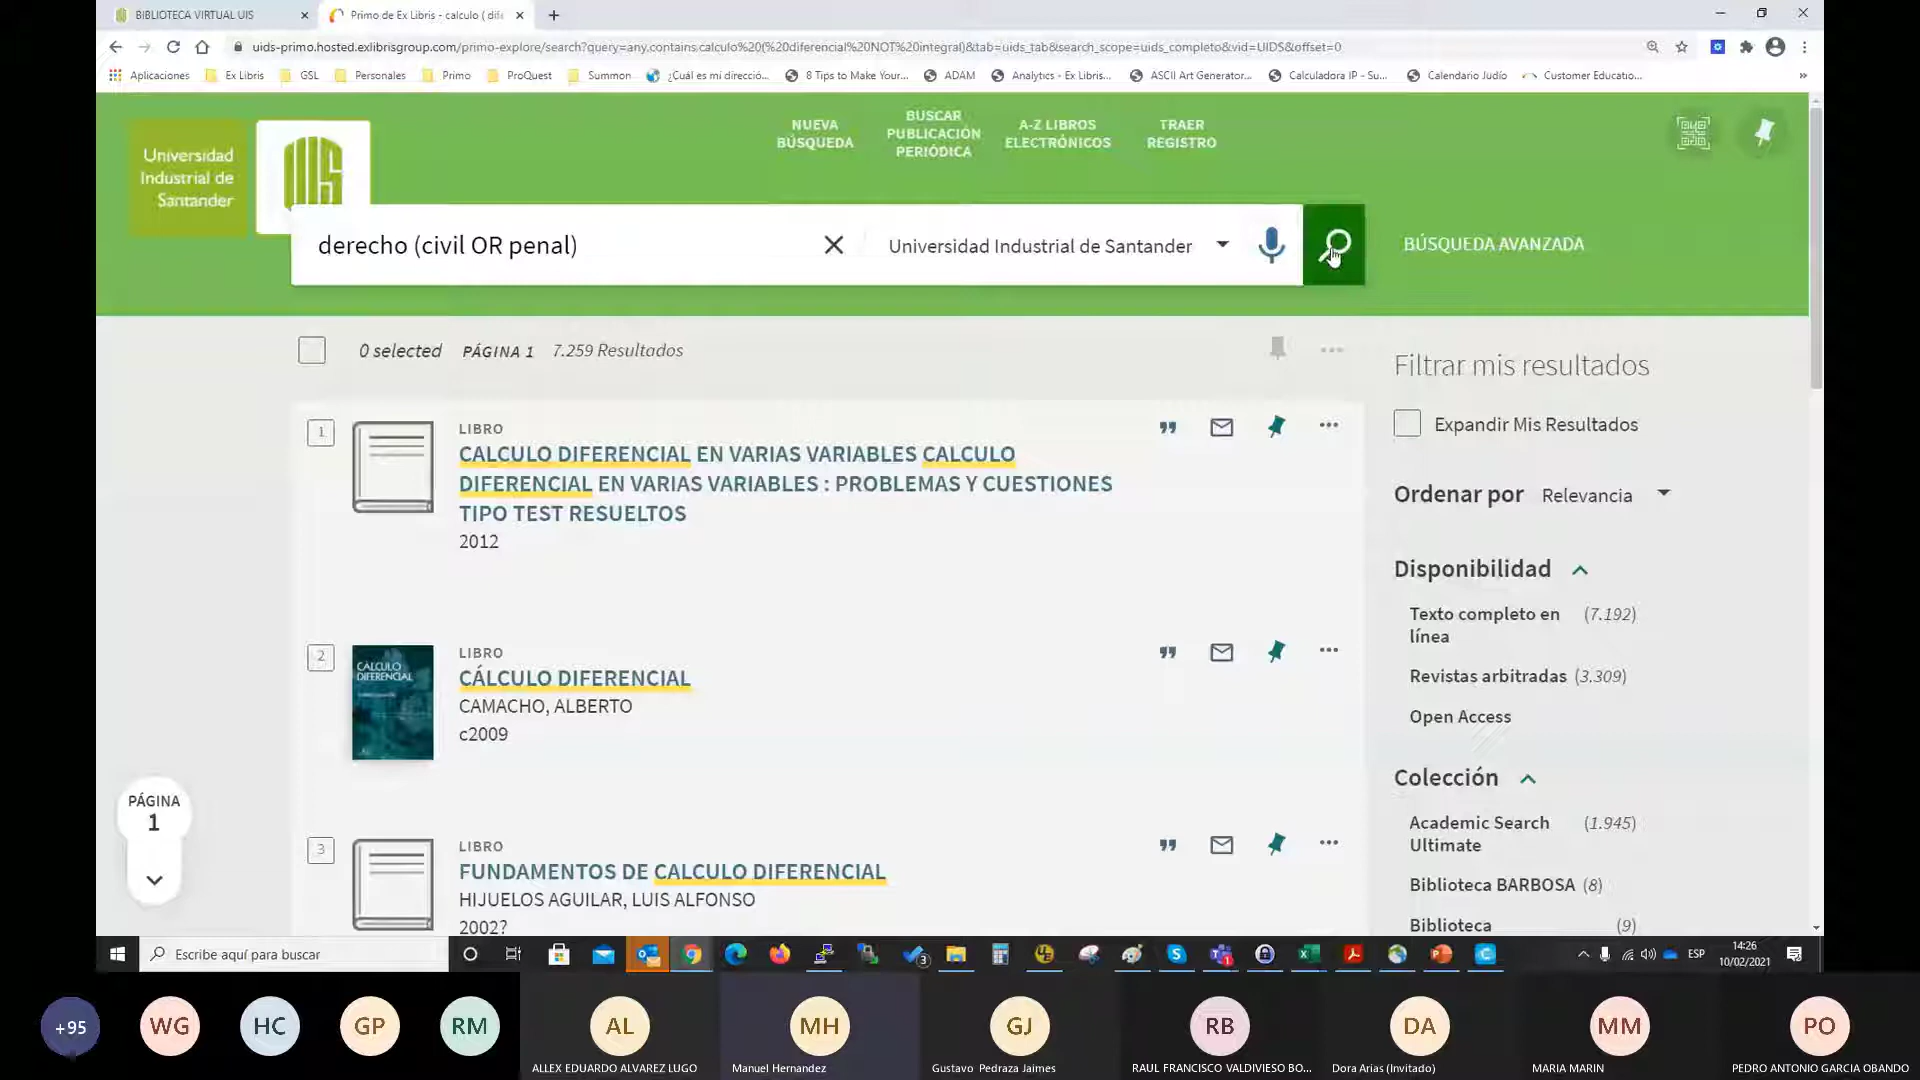 BIBLIOTECA VIRTUAL UIS
Primo de Ex Libris - calculo ( dife
uids-primo.hosted.exlibrisgroup.com/primo-explore/search?query=any,contains,calculo%20(%20diferencial%20NOT%20integral)&tab=uids_tab&search_scope=uids_completo&vid=UIDS&offset=0
Aplicaciones
Ex Libris
GSL
Personales
Primo
ProQuest
Summon
¿Cuál es mi direcció...
8 Tips to Make Your...
ADAM
Analytics - Ex Libris...
ASCII Art Generator...
Calculadora IP - Su...
Calendario Judío
Customer Educatio...
Universidad
Industrial de
Santander
UIS
NUEVA
BÚSQUEDA
BUSCAR
PUBLICACIÓN
PERIÓDICA
A-Z LIBROS
ELECTRÓNICOS
TRAER
REGISTRO
derecho (civil OR penal)
Universidad Industrial de Santander
BÚSQUEDA AVANZADA
0 selected PÁGINA 1 7.259 Resultados
Filtrar mis resultados
Expandir Mis Resultados
Ordenar por Relevancia
Disponibilidad
Texto completo en (7.192)
línea
Revistas arbitradas (3.309)
Open Access
Colección
Academic Search (1.945)
Ultimate
Biblioteca BARBOSA (8)
Biblioteca (9)
1
LIBRO
CALCULO DIFERENCIAL EN VARIAS VARIABLES CALCULO
DIFERENCIAL EN VARIAS VARIABLES : PROBLEMAS Y CUESTIONES
TIPO TEST RESUELTOS
2012
2
CÁLCULO
DIFERENCIAL
LIBRO
CÁLCULO DIFERENCIAL
CAMACHO, ALBERTO
c2009
3
LIBRO
FUNDAMENTOS DE CALCULO DIFERENCIAL
HIJUELOS AGUILAR, LUIS ALFONSO
2002?
PÁGINA
1
Escribe aquí para buscar
3
ESP
14:26
10/02/2021
+95
WG
HC
GP
RM
AL
ALLEX EDUARDO ALVAREZ LUGO
MH
Manuel Hernandez
GJ
Gustavo Pedraza Jaimes
RB
RAUL FRANCISCO VALDIVIESO BO...
DA
Dora Arias (Invitado)
MM
MARIA MARIN
PO
PEDRO ANTONIO GARCIA OBANDO